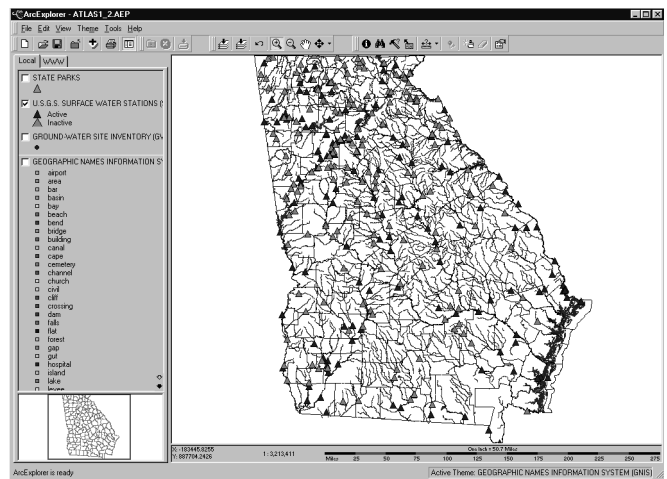 ArcExplorer - ATLAS1_2.AEP
File Edit View Theme Tools Help
Local WWW
STATE PARKS
U.S.G.S. SURFACE WATER STATIONS (
Active
Inactive
GROUND-WATER SITE INVENTORY (GV
GEOGRAPHIC NAMES INFORMATION SY
airport
area
bar
basin
bay
beach
bend
bridge
building
canal
cape
cemetery
channel
church
civil
cliff
crossing
dam
falls
flat
forest
gap
gut
hospital
island
lake
levee
X: -183445.8255
Y: 887704.2426
1 : 3,213,411
One Inch = 50.7 Miles
Miles 25 50 75 100 125 150 175 200 225 250 275
ArcExplorer is ready
Active Theme: GEOGRAPHIC NAMES INFORMATION SYSTEM (GNIS)